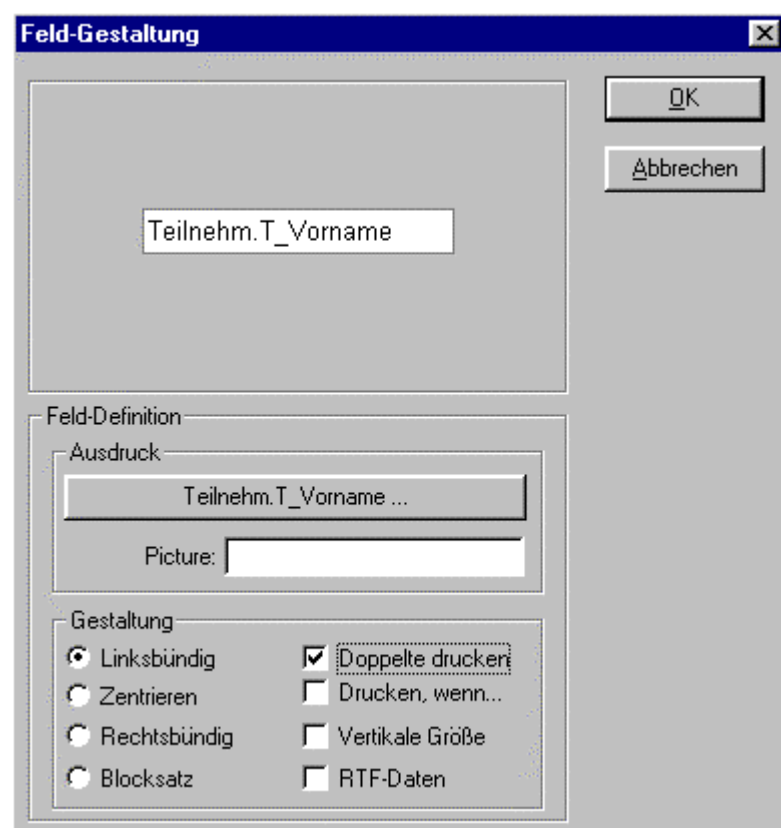 Feld-Gestaltung
OK
Abbrechen
Teilnehm.T_Vorname
Feld-Definition
Ausdruck
Teilnehm.T_Vorname ...
Picture:
Gestaltung
Linksbündig
Doppelte drucken
Zentrieren
Drucken, wenn...
Rechtsbündig
Vertikale Größe
Blocksatz
RTF-Daten